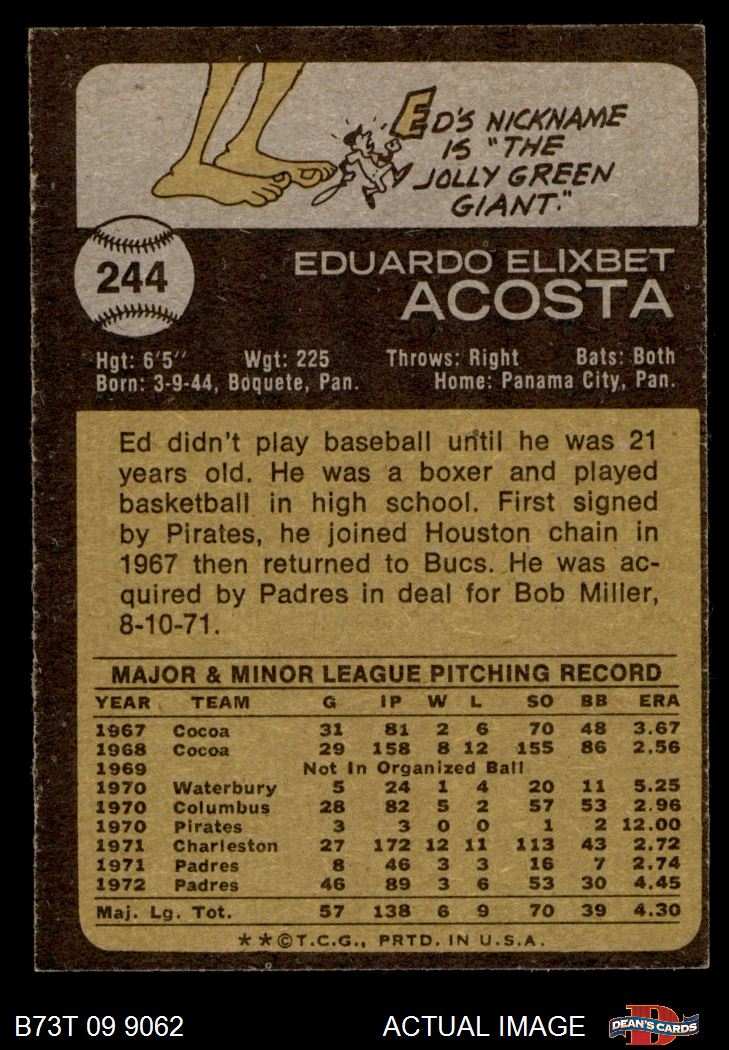 ED'S NICKNAME
IS "THE
JOLLY GREEN
GIANT."
244
EDUARDO ELIXBET
ACOSTA
Hgt: 6'5" Wgt: 225 Throws: Right Bats: Both
Born: 3-9-44, Boquete, Pan. Home: Panama City, Pan.
Ed didn't play baseball until he was 21
years old. He was a boxer and played
basketball in high school. First signed
by Pirates, he joined Houston chain in
1967 then returned to Bucs. He was ac-
quired by Padres in deal for Bob Miller,
8-10-71.
MAJOR & MINOR LEAGUE PITCHING RECORD
YEAR TEAM G IP W L SO BB ERA
1967 Cocoa 31 81 2 6 70 48 3.67
1968 Cocoa 29 158 8 12 155 86 2.56
1969 Not In Organized Ball
1970 Waterbury 5 24 1 4 20 11 5.25
1970 Columbus 28 82 5 2 57 53 2.96
1970 Pirates 3 3 0 0 1 2 12.00
1971 Charleston 27 172 12 11 113 43 2.72
1971 Padres 8 46 3 3 16 7 2.74
1972 Padres 46 89 3 6 53 30 4.45
Maj. Lg. Tot. 57 138 6 9 70 39 4.30
**©T.C.G., PRTD. IN U.S.A.
B73T 09 9062 ACTUAL IMAGE DEAN'S CARDS